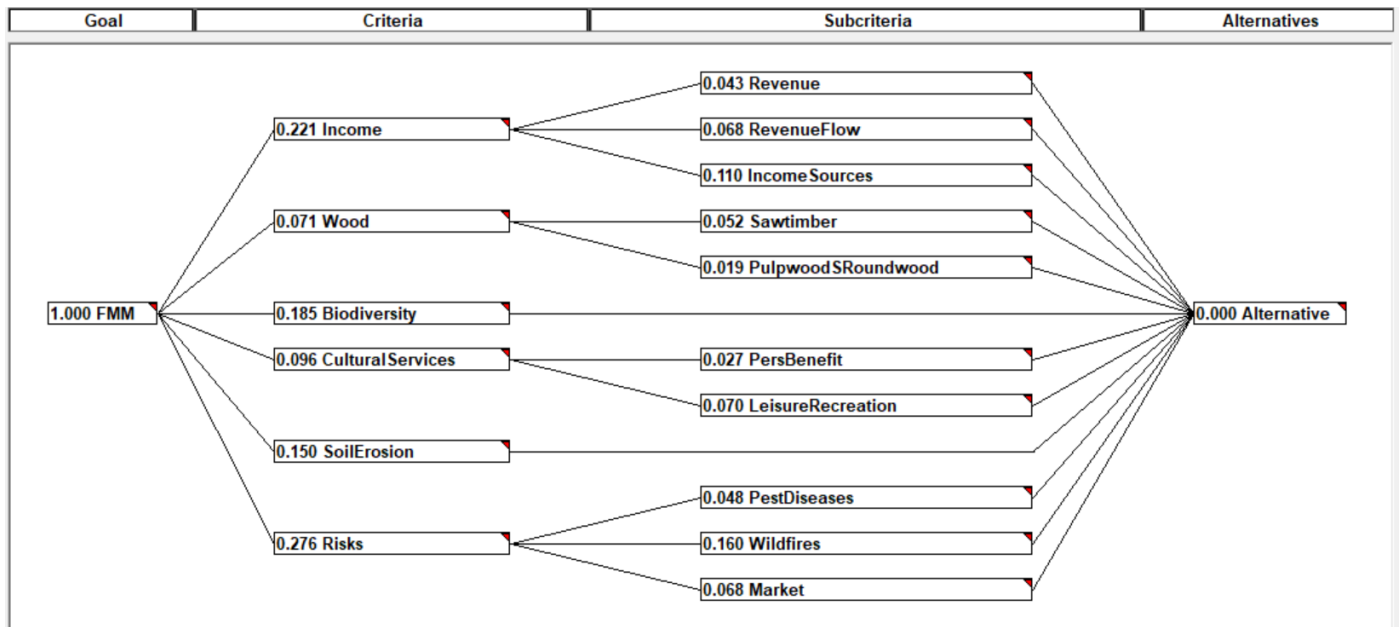 Goal Criteria Subcriteria Alternatives
0.043 Revenue
0.221 Income 0.068 RevenueFlow
0.110 IncomeSources
0.071 Wood 0.052 Sawtimber
0.019 PulpwoodSRoundwood
1.000 FMM 0.185 Biodiversity 0.000 Alternative
0.096 CulturalServices 0.027 PersBenefit
0.070 LeisureRecreation
0.150 SoilErosion
0.048 PestDiseases
0.276 Risks 0.160 Wildfires
0.068 Market